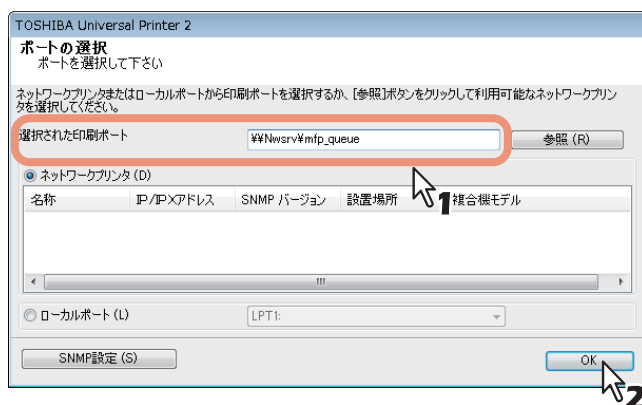 TOSHIBA Universal Printer 2
ポートの選択
ポートを選択して下さい
ネットワークプリンタまたはローカルポートから印刷ポートを選択するか、[参照]ボタンをクリックして利用可能なネットワークプリン
タを選択してください。
選択された印刷ポート ¥¥Nwsrv¥mfp_queue 参照 (R)
1
ネットワークプリンタ (D)
名称 IP/IPXアドレス SNMP バージョン 設置場所 複合機モデル
ローカルポート (L) LPT1:
SNMP設定 (S) OK
2